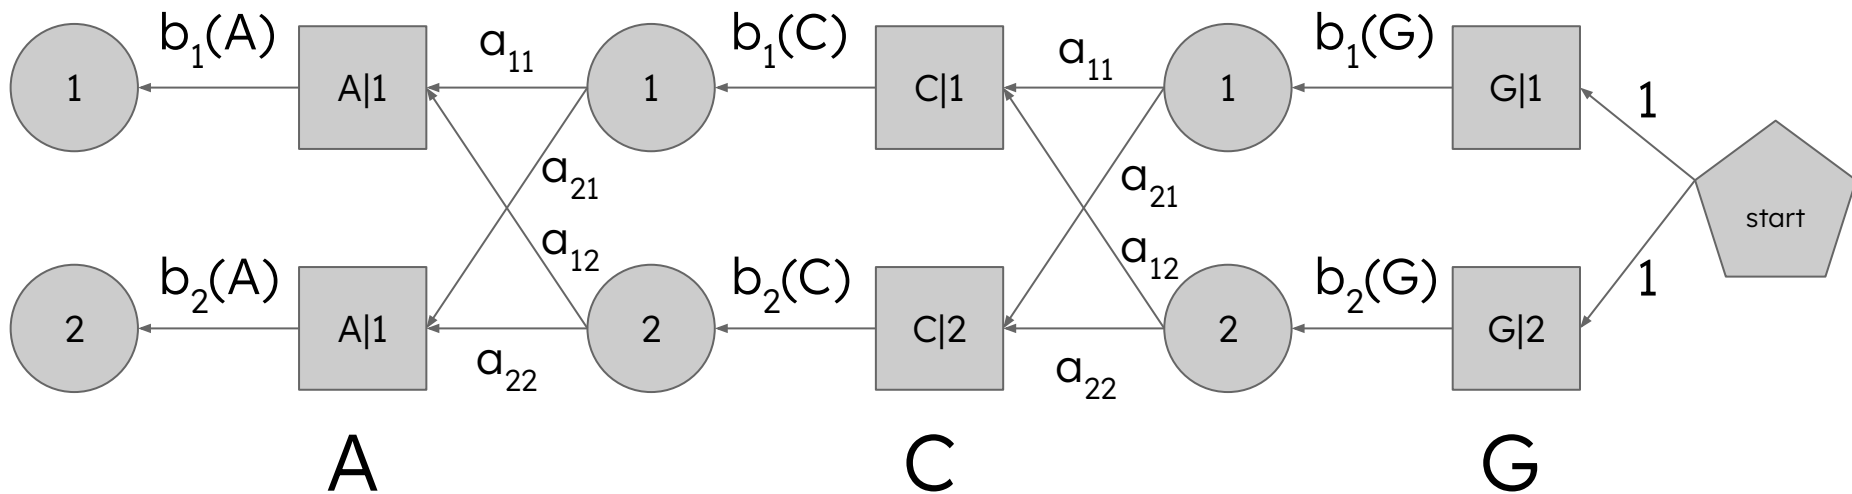 b₁(A) a₁₁ b₁(C) a₁₁ b₁(G)
1 A|1 1 C|1 1 G|1 1
a₂₁ a₂₁
start
a₁₂ a₁₂
b₂(A) b₂(C) b₂(G) 1
2 A|1 2 C|2 2 G|2
a₂₂ a₂₂
A C G